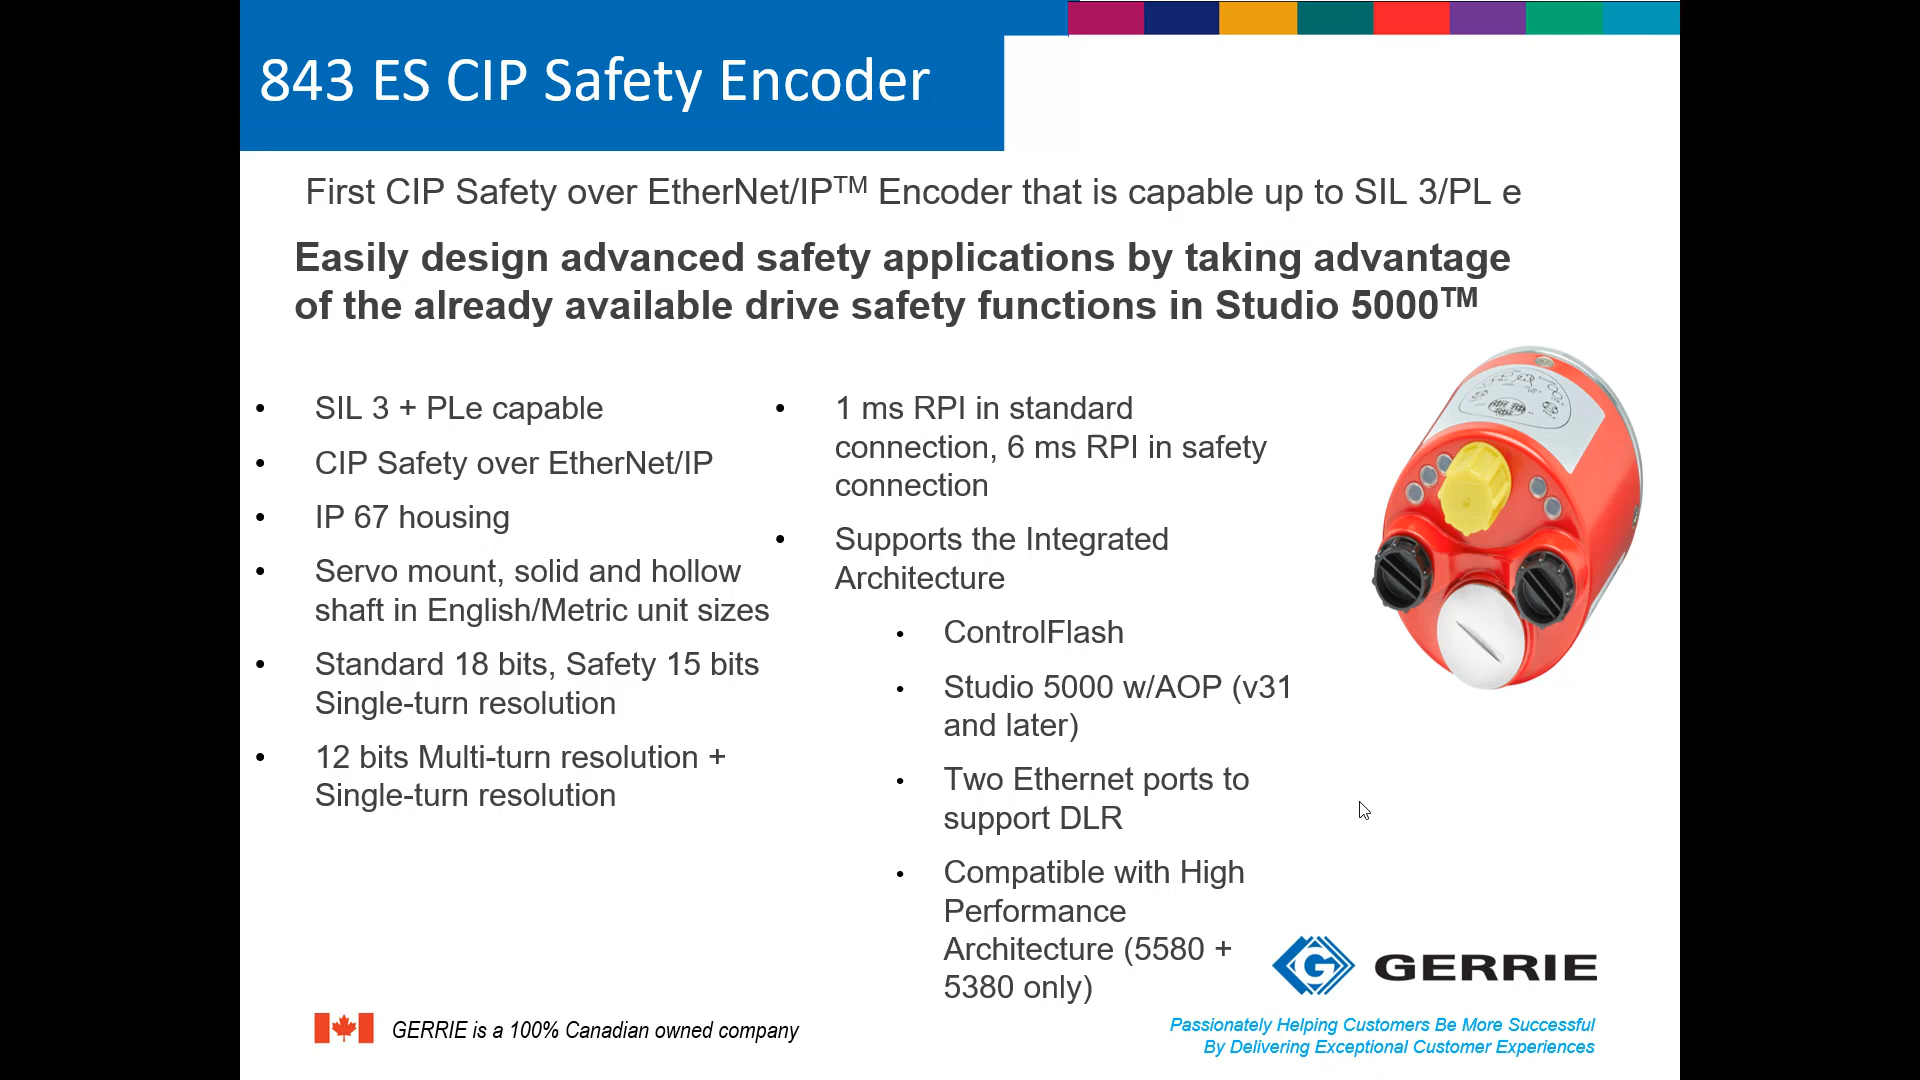 843 ES CIP Safety Encoder
First CIP Safety over EtherNet/IP™ Encoder that is capable up to SIL 3/PL e
Easily design advanced safety applications by taking advantage
of the already available drive safety functions in Studio 5000™
• SIL 3 + PLe capable
• CIP Safety over EtherNet/IP
• IP 67 housing
• Servo mount, solid and hollow
shaft in English/Metric unit sizes
• Standard 18 bits, Safety 15 bits
Single-turn resolution
• 12 bits Multi-turn resolution +
Single-turn resolution
• 1 ms RPI in standard
connection, 6 ms RPI in safety
connection
• Supports the Integrated
Architecture
• ControlFlash
• Studio 5000 w/AOP (v31
and later)
• Two Ethernet ports to
support DLR
• Compatible with High
Performance
Architecture (5580 +
5380 only)
G GERRIE
GERRIE is a 100% Canadian owned company
Passionately Helping Customers Be More Successful
By Delivering Exceptional Customer Experiences